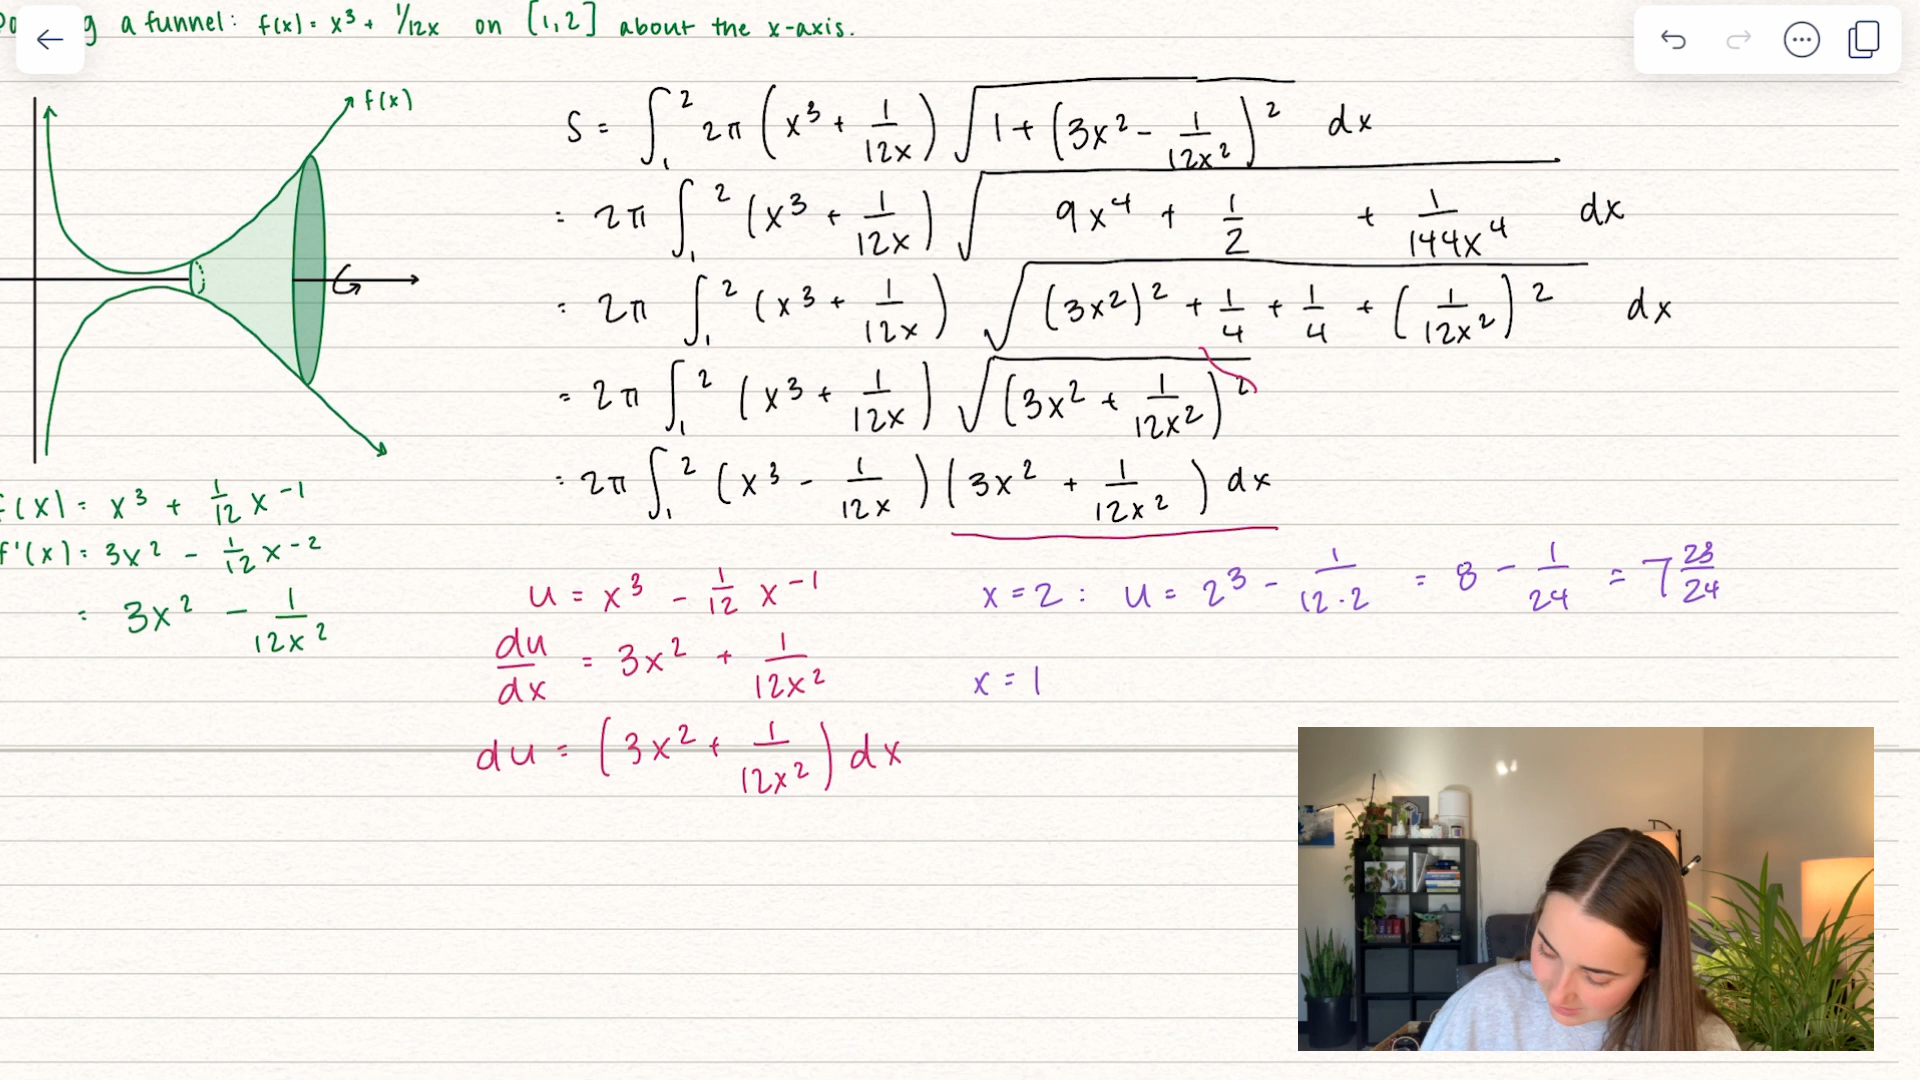 g a funnel: f(x) = x³ + 1/12x on [1,2] about the x-axis.
f(x)
S = ∫₁² 2π (x³ + 1/12x) √(1 + (3x² - 1/12x²)²) dx
= 2π ∫₁² (x³ + 1/12x) √(9x⁴ + 1/2 + 1/144x⁴) dx
= 2π ∫₁² (x³ + 1/12x) √((3x²)² + 1/4 + 1/4 + (1/12x²)²) dx
= 2π ∫₁² (x³ + 1/12x) √((3x² + 1/12x²)²)
= 2π ∫₁² (x³ - 1/12x) (3x² + 1/12x²) dx
f(x) = x³ + 1/12 x⁻¹
f'(x) = 3x² - 1/12 x⁻²
= 3x² - 1/12x²
u = x³ - 1/12 x⁻¹
du/dx = 3x² + 1/12x²
du = (3x² + 1/12x²) dx
x = 2 : u = 2³ - 1/12·2 = 8 - 1/24 = 7 23/24
x = 1